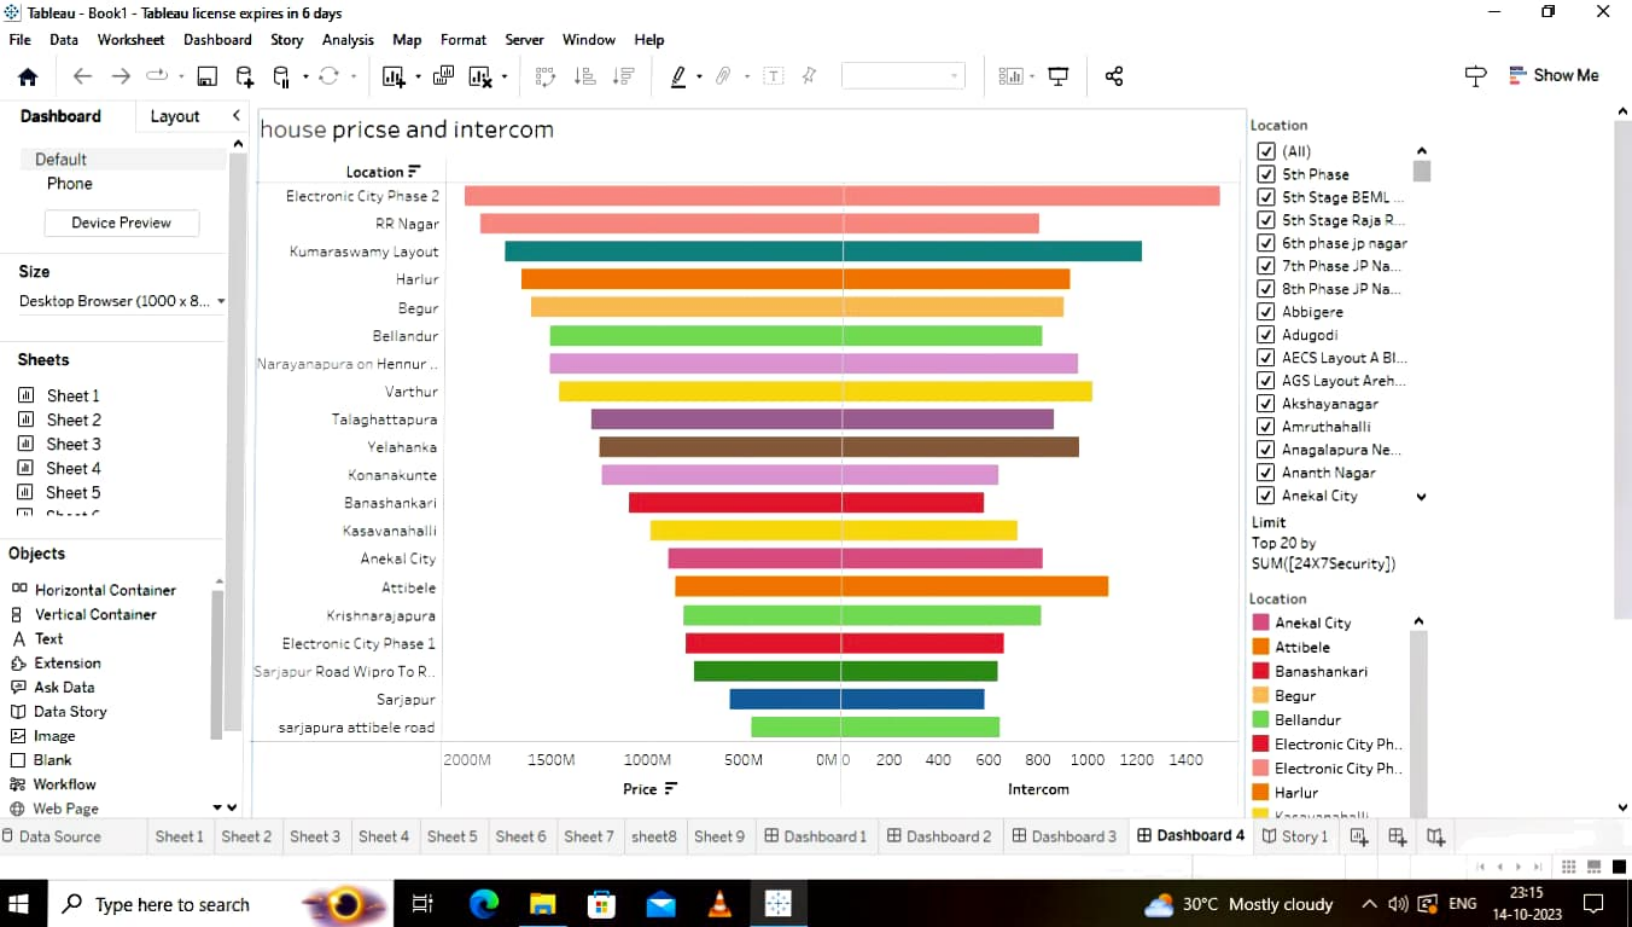 Tableau - Book1 - Tableau license expires in 6 days
File Data Worksheet Dashboard Story Analysis Map Format Server Window Help
Show Me
Dashboard Layout
Default
Phone
Device Preview
Size
Desktop Browser (1000 x 8...
Sheets
Sheet 1
Sheet 2
Sheet 3
Sheet 4
Sheet 5
Objects
Horizontal Container
Vertical Container
Text
Extension
Ask Data
Data Story
Image
Blank
Workflow
Web Page
house pricse and intercom
Location
Electronic City Phase 2
RR Nagar
Kumaraswamy Layout
Harlur
Begur
Bellandur
Narayanapura on Hennur ..
Varthur
Talaghattapura
Yelahanka
Konanakunte
Banashankari
Kasavanahalli
Anekal City
Attibele
Krishnarajapura
Electronic City Phase 1
Sarjapur Road Wipro To R..
Sarjapur
sarjapura attibele road
2000M 1500M 1000M 500M 0M 0 200 400 600 800 1000 1200 1400
Price Intercom
Location
(All)
5th Phase
5th Stage BEML ...
5th Stage Raja R...
6th phase jp nagar
7th Phase JP Na...
8th Phase JP Na...
Abbigere
Adugodi
AECS Layout A Bl...
AGS Layout Areh...
Akshayanagar
Amruthahalli
Anagalapura Ne...
Ananth Nagar
Anekal City
Limit
Top 20 by
SUM([24X7Security])
Location
Anekal City
Attibele
Banashankari
Begur
Bellandur
Electronic City Ph..
Electronic City Ph..
Harlur
Kasavanahalli
Data Source Sheet 1 Sheet 2 Sheet 3 Sheet 4 Sheet 5 Sheet 6 Sheet 7 sheet8 Sheet 9 Dashboard 1 Dashboard 2 Dashboard 3 Dashboard 4 Story 1
Type here to search
30°C Mostly cloudy
ENG
23:15
14-10-2023